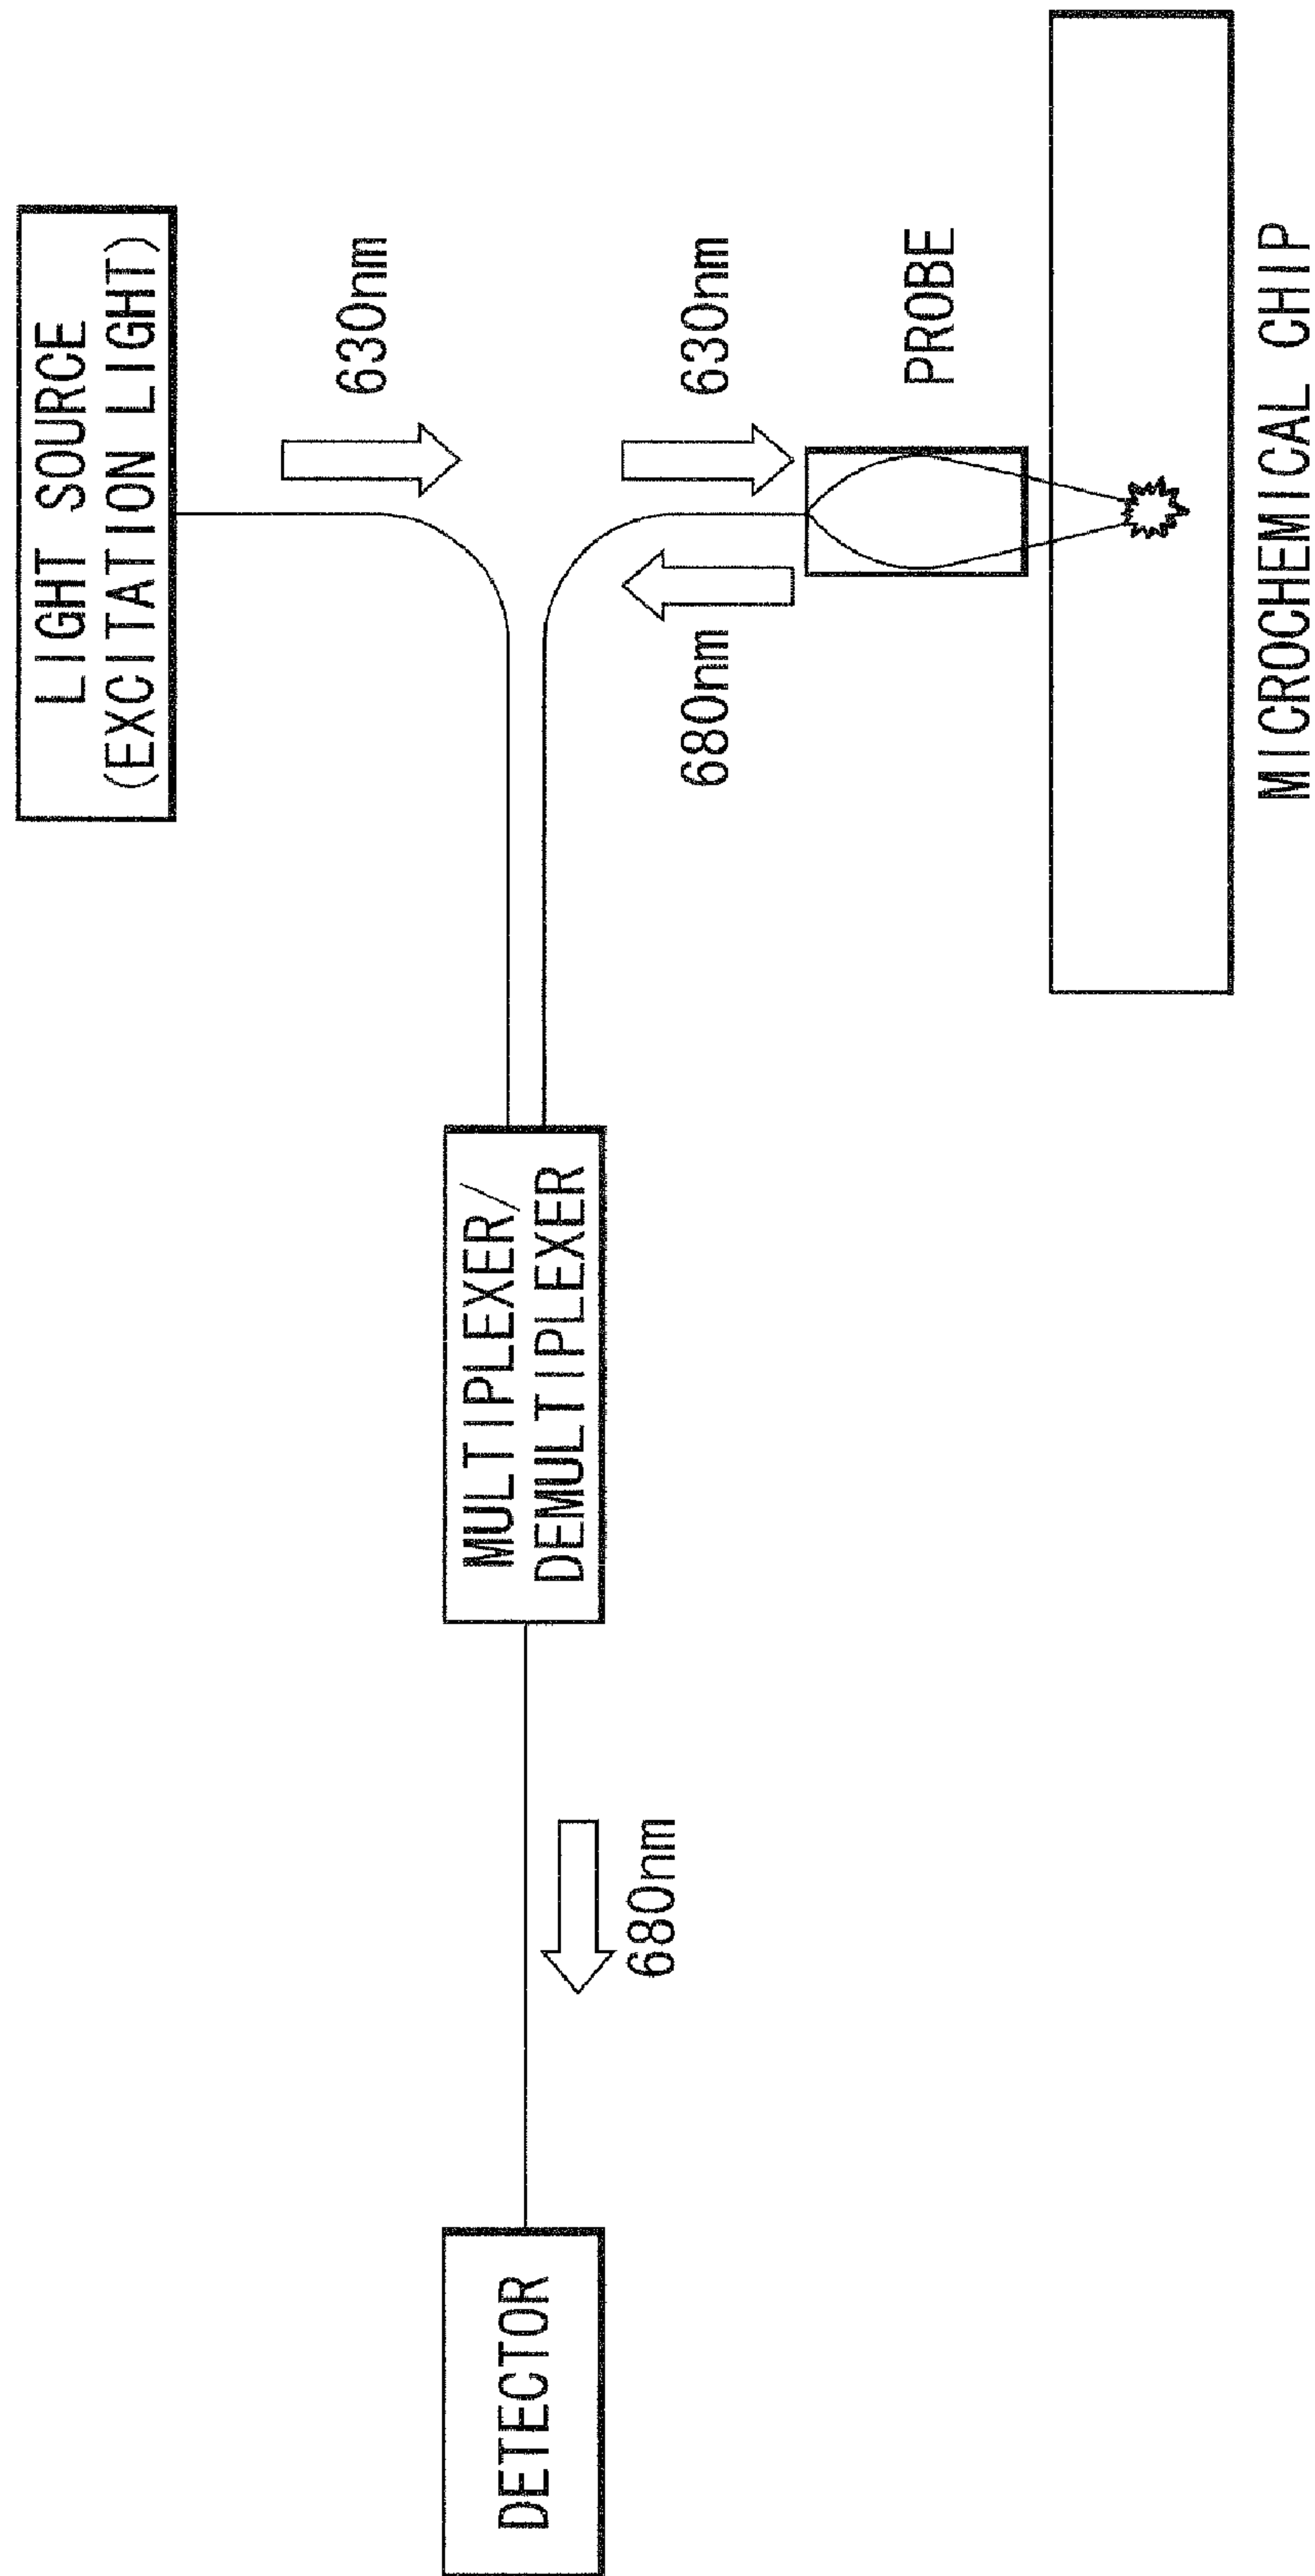 LIGHT SOURCE
(EXCITATION LIGHT)
630nm
DETECTOR
MULTIPLEXER/
DEMULTIPLEXER
680nm
680nm
630nm
PROBE
MICROCHEMICAL CHIP